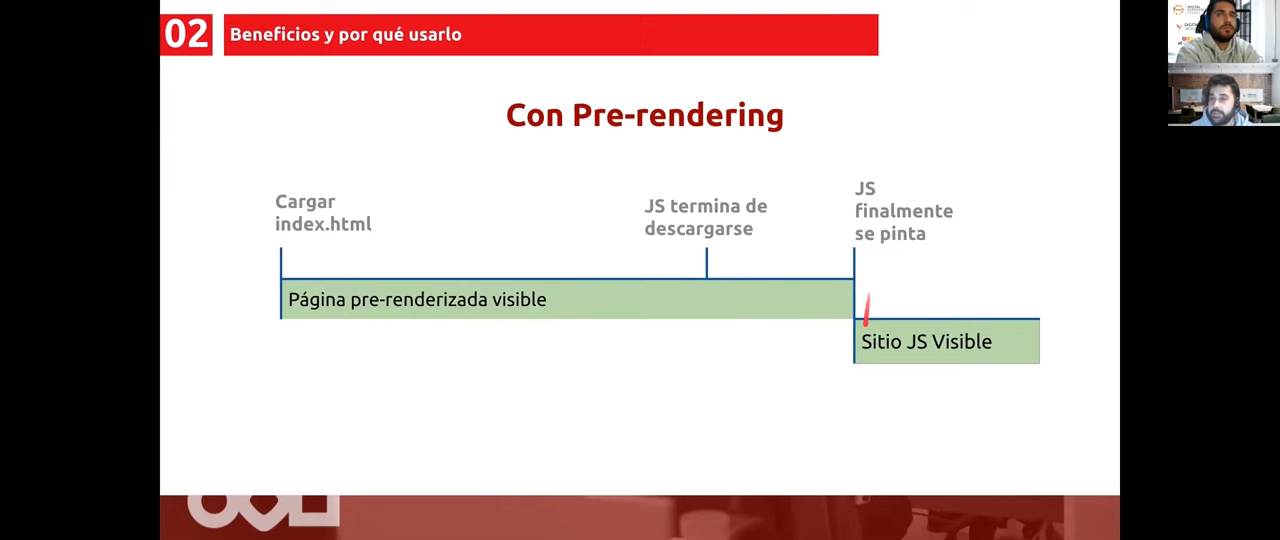 02
Beneficios y por qué usarlo
Con Pre-rendering
Cargar
index.html
JS termina de
descargarse
JS
finalmente
se pinta
Página pre-renderizada visible
Sitio JS Visible